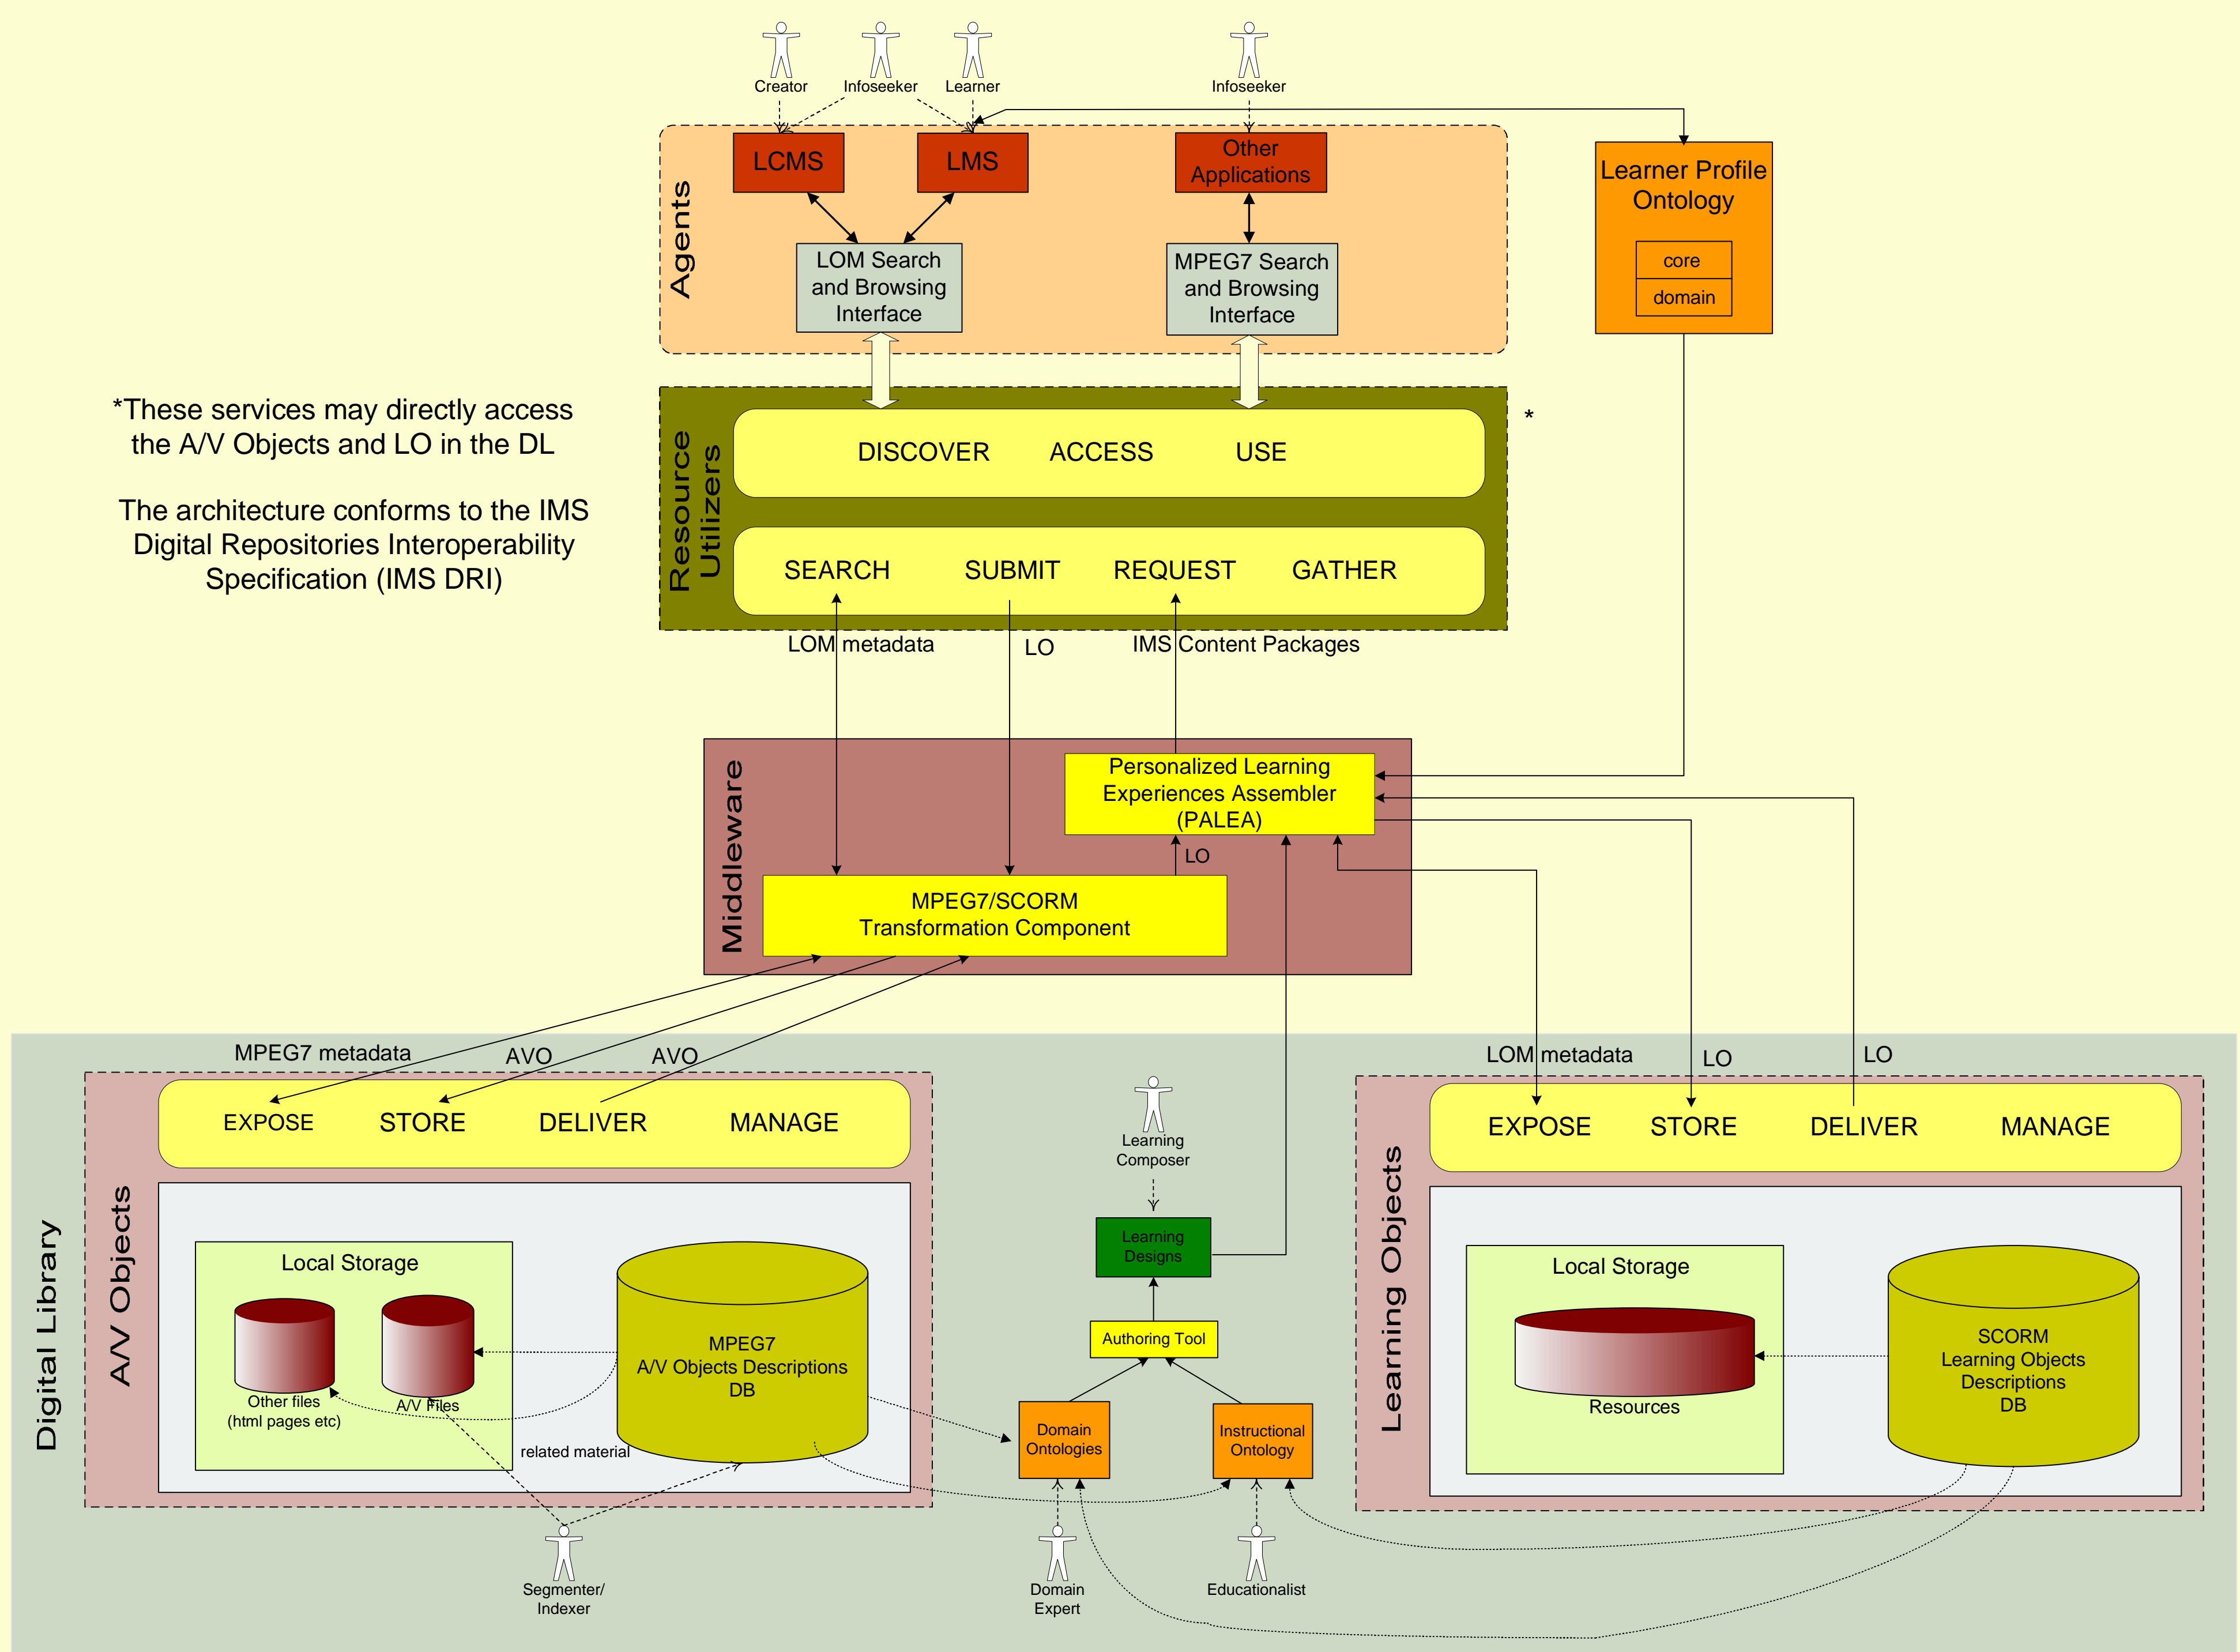 Creator
Infoseeker
Learner
Infoseeker
Agents
LCMS
LMS
Other
Applications
LOM Search
and Browsing
Interface
MPEG7 Search
and Browsing
Interface
Learner Profile
Ontology
core
domain
*These services may directly access
the A/V Objects and LO in the DL
The architecture conforms to the IMS
Digital Repositories Interoperability
Specification (IMS DRI)
Resource
Utilizers
*
DISCOVER
ACCESS
USE
SEARCH
SUBMIT
REQUEST
GATHER
LOM metadata
LO
IMS Content Packages
Middleware
Personalized Learning
Experiences Assembler
(PALEA)
LO
MPEG7/SCORM
Transformation Component
Digital Library
MPEG7 metadata
AVO
AVO
A/V Objects
EXPOSE
STORE
DELIVER
MANAGE
Local Storage
Other files
(html pages etc)
A/V Files
MPEG7
A/V Objects Descriptions
DB
related material
Segmenter/
Indexer
Learning
Composer
Learning
Designs
Authoring Tool
Domain
Ontologies
Instructional
Ontology
Domain
Expert
Educationalist
LOM metadata
LO
LO
Learning Objects
EXPOSE
STORE
DELIVER
MANAGE
Local Storage
Resources
SCORM
Learning Objects
Descriptions
DB